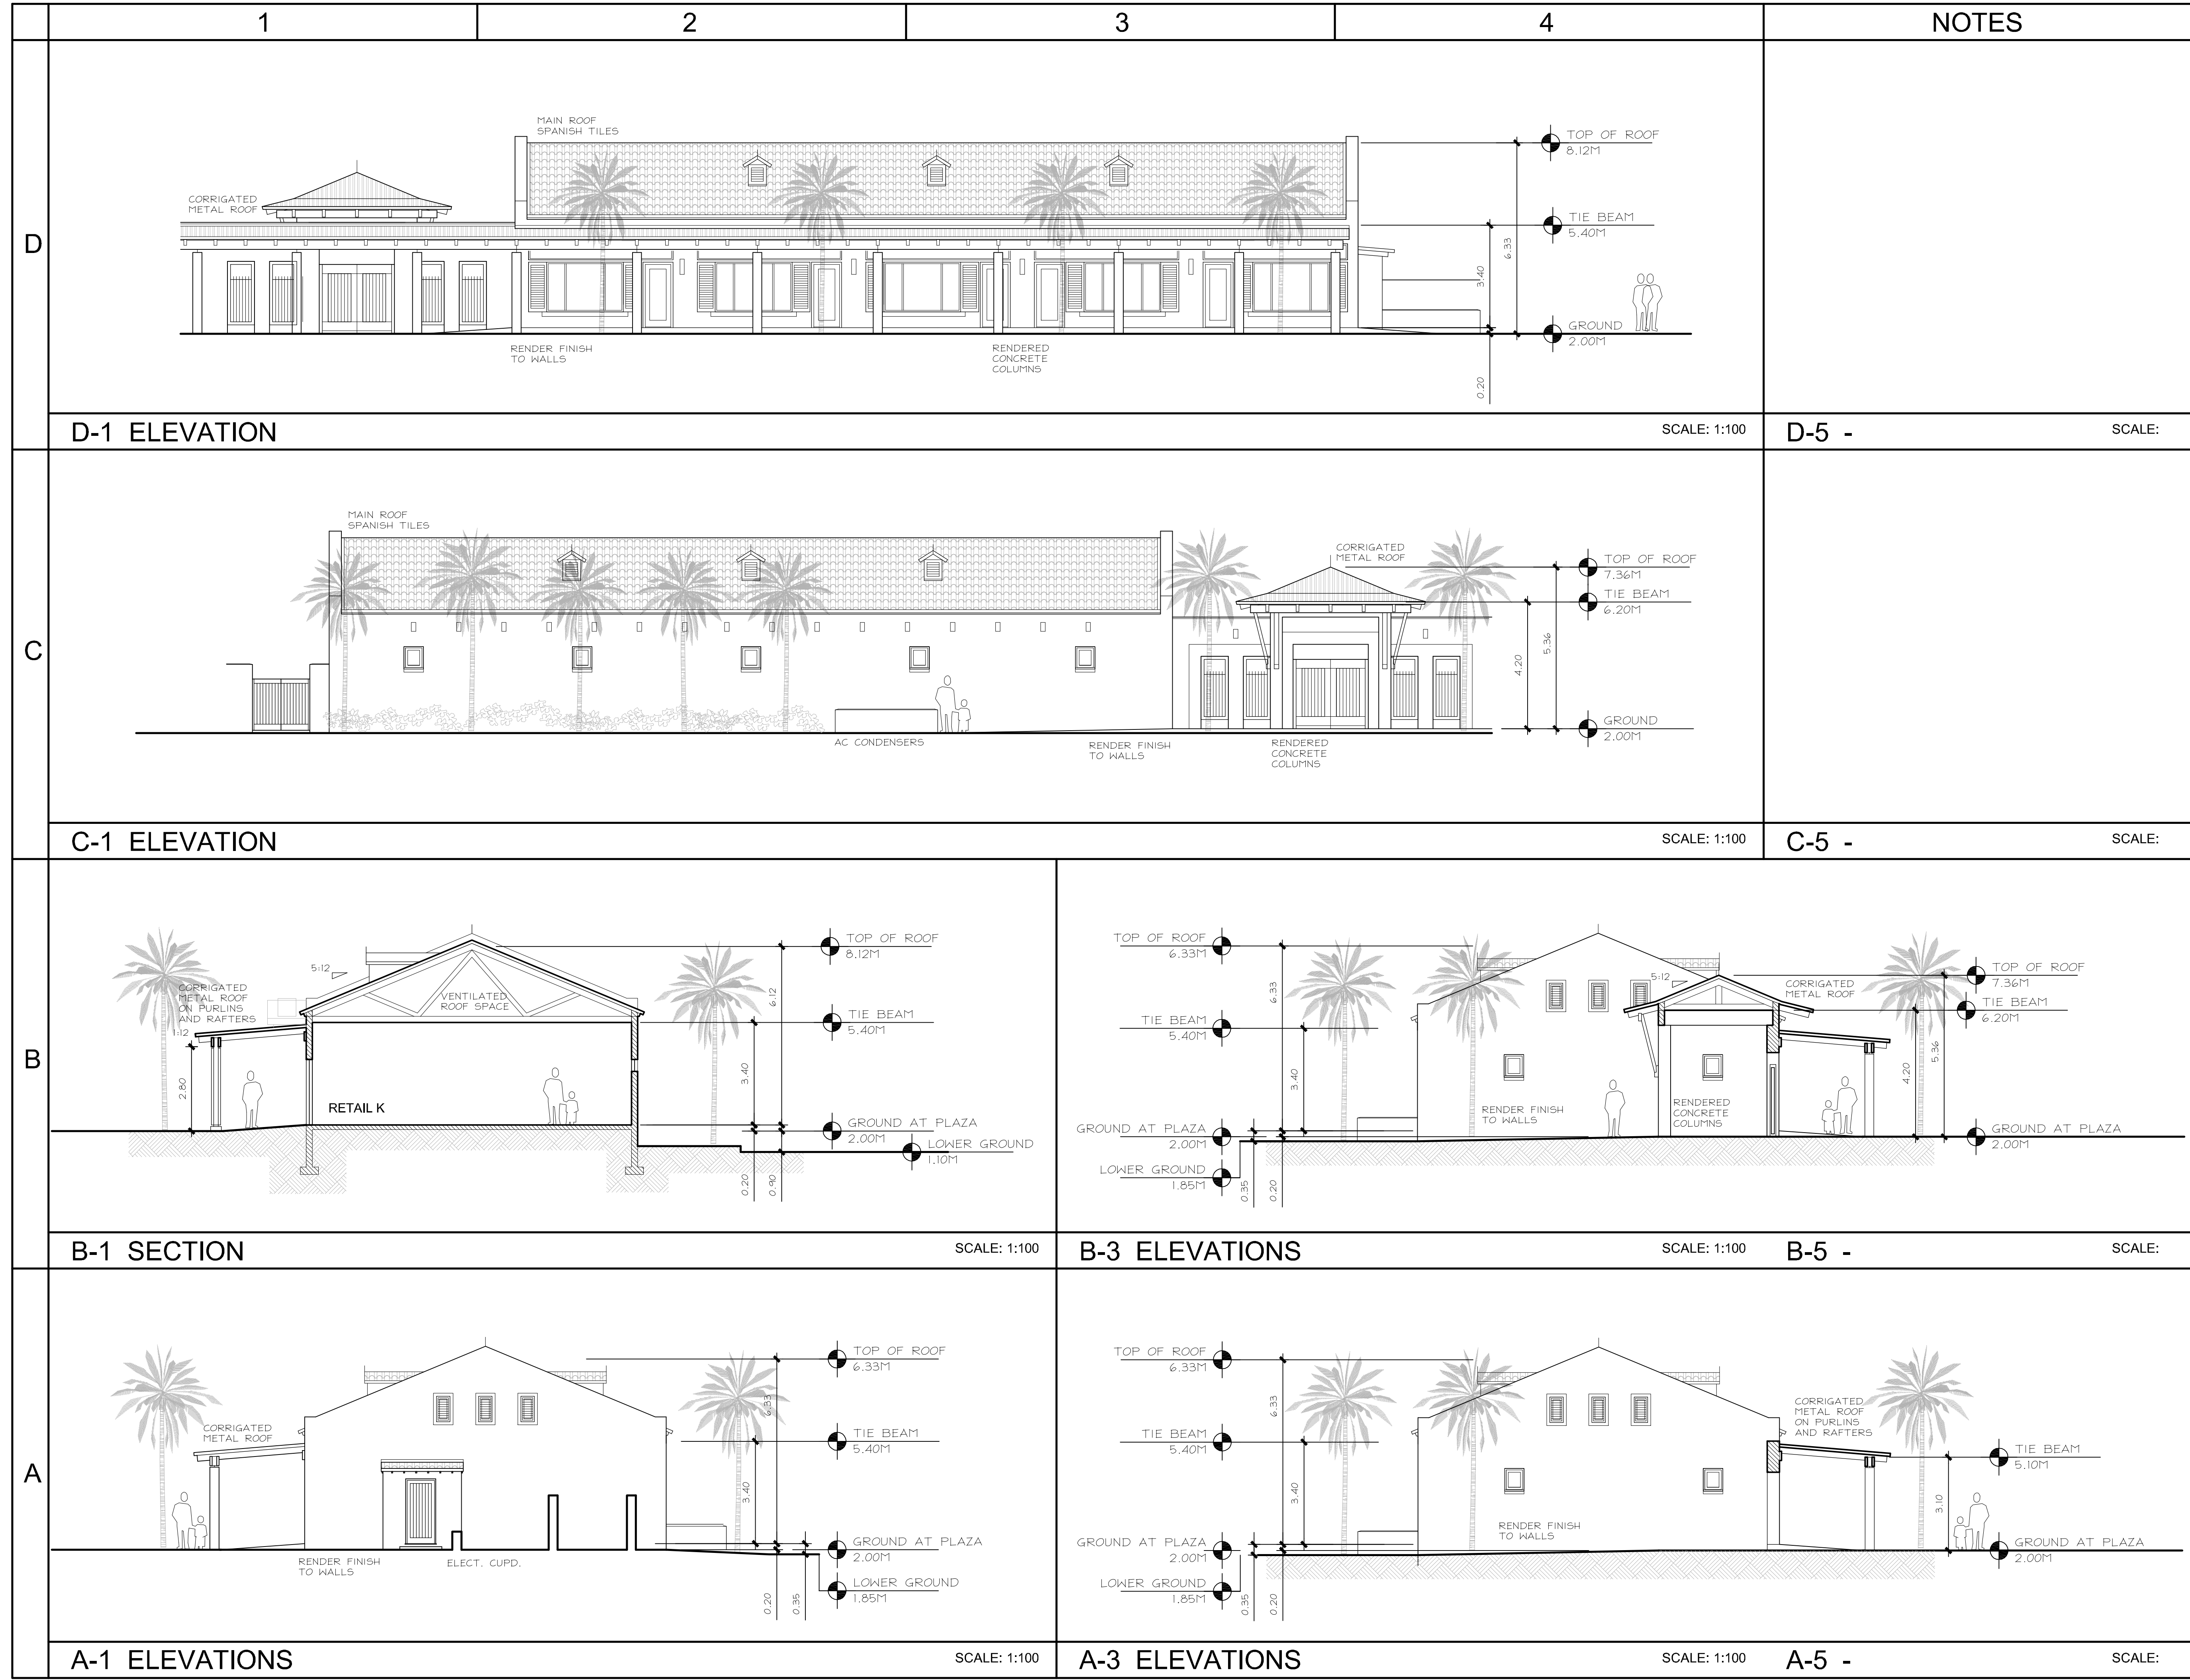 1
2
3
4
NOTES
D
MAIN ROOF
SPANISH TILES
CORRIGATED
METAL ROOF
TOP OF ROOF
8.12M
TIE BEAM
5.40M
6.33
3.40
GROUND
2.00M
0.20
RENDER FINISH
TO WALLS
RENDERED
CONCRETE
COLUMNS
D-1 ELEVATION
SCALE: 1:100
D-5 -
SCALE:
C
MAIN ROOF
SPANISH TILES
CORRIGATED
METAL ROOF
TOP OF ROOF
7.36M
TIE BEAM
6.20M
5.36
4.20
GROUND
2.00M
AC CONDENSERS
RENDER FINISH
TO WALLS
RENDERED
CONCRETE
COLUMNS
C-1 ELEVATION
SCALE: 1:100
C-5 -
SCALE:
B
5:12
CORRIGATED
METAL ROOF
ON PURLINS
AND RAFTERS
1:12
VENTILATED
ROOF SPACE
2.80
RETAIL K
TOP OF ROOF
8.12M
6.12
TIE BEAM
5.40M
3.40
GROUND AT PLAZA
2.00M
LOWER GROUND
1.10M
0.20
0.90
B-1 SECTION
SCALE: 1:100
TOP OF ROOF
6.33M
6.33
TIE BEAM
5.40M
3.40
GROUND AT PLAZA
2.00M
LOWER GROUND
1.85M
0.35
0.20
RENDER FINISH
TO WALLS
5:12
RENDERED
CONCRETE
COLUMNS
CORRIGATED
METAL ROOF
TOP OF ROOF
7.36M
TIE BEAM
6.20M
5.36
4.20
GROUND AT PLAZA
2.00M
B-3 ELEVATIONS
SCALE: 1:100
B-5 -
SCALE:
A
CORRIGATED
METAL ROOF
RENDER FINISH
TO WALLS
ELECT. CUPD.
TOP OF ROOF
6.33M
6.33
TIE BEAM
5.40M
3.40
GROUND AT PLAZA
2.00M
LOWER GROUND
1.85M
0.20
0.35
A-1 ELEVATIONS
SCALE: 1:100
TOP OF ROOF
6.33M
6.33
TIE BEAM
5.40M
3.40
GROUND AT PLAZA
2.00M
LOWER GROUND
1.85M
0.35
0.20
RENDER FINISH
TO WALLS
CORRIGATED
METAL ROOF
ON PURLINS
AND RAFTERS
TIE BEAM
5.10M
3.10
GROUND AT PLAZA
2.00M
A-3 ELEVATIONS
SCALE: 1:100
A-5 -
SCALE: